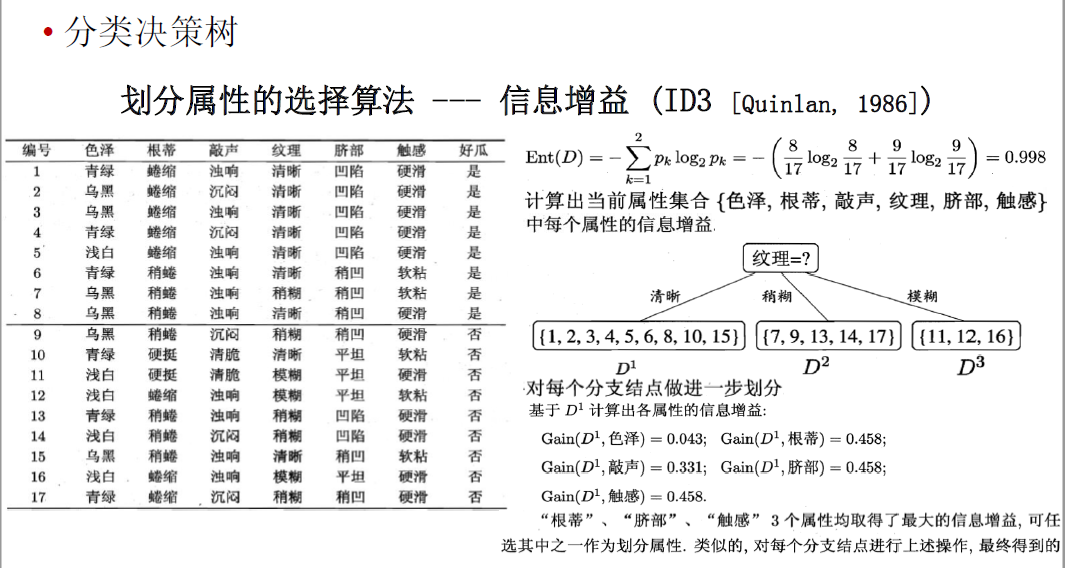 • 分类决策树
划分属性的选择算法 --- 信息增益 (ID3 [Quinlan, 1986])
编号 色泽 根蒂 敲声 纹理 脐部 触感 好瓜
1 青绿 蜷缩 浊响 清晰 凹陷 硬滑 是
2 乌黑 蜷缩 沉闷 清晰 凹陷 硬滑 是
3 乌黑 蜷缩 浊响 清晰 凹陷 硬滑 是
4 青绿 蜷缩 沉闷 清晰 凹陷 硬滑 是
5 浅白 蜷缩 浊响 清晰 凹陷 硬滑 是
6 青绿 稍蜷 浊响 清晰 稍凹 软粘 是
7 乌黑 稍蜷 浊响 稍糊 稍凹 软粘 是
8 乌黑 稍蜷 浊响 清晰 稍凹 硬滑 是
9 乌黑 稍蜷 沉闷 稍糊 稍凹 硬滑 否
10 青绿 硬挺 清脆 清晰 平坦 软粘 否
11 浅白 硬挺 清脆 模糊 平坦 硬滑 否
12 浅白 蜷缩 浊响 模糊 平坦 软粘 否
13 青绿 稍蜷 浊响 稍糊 凹陷 硬滑 否
14 浅白 稍蜷 沉闷 稍糊 凹陷 硬滑 否
15 乌黑 稍蜷 浊响 清晰 稍凹 软粘 否
16 浅白 蜷缩 浊响 模糊 平坦 硬滑 否
17 青绿 蜷缩 沉闷 稍糊 稍凹 硬滑 否
Ent(D) = −∑_{k=1}^{2} p_k log₂ p_k = −(8/17 log₂ 8/17 + 9/17 log₂ 9/17) = 0.998
计算出当前属性集合 {色泽, 根蒂, 敲声, 纹理, 脐部, 触感}
中每个属性的信息增益.
纹理=?
清晰 稍糊 模糊
{1, 2, 3, 4, 5, 6, 8, 10, 15} {7, 9, 13, 14, 17} {11, 12, 16}
D¹ D² D³
对每个分支结点做进一步划分
基于 D¹ 计算出各属性的信息增益:
Gain(D¹, 色泽) = 0.043; Gain(D¹, 根蒂) = 0.458;
Gain(D¹, 敲声) = 0.331; Gain(D¹, 脐部) = 0.458;
Gain(D¹, 触感) = 0.458.
“根蒂”、“脐部”、“触感” 3 个属性均取得了最大的信息增益, 可任
选其中之一作为划分属性. 类似的, 对每个分支结点进行上述操作, 最终得到的